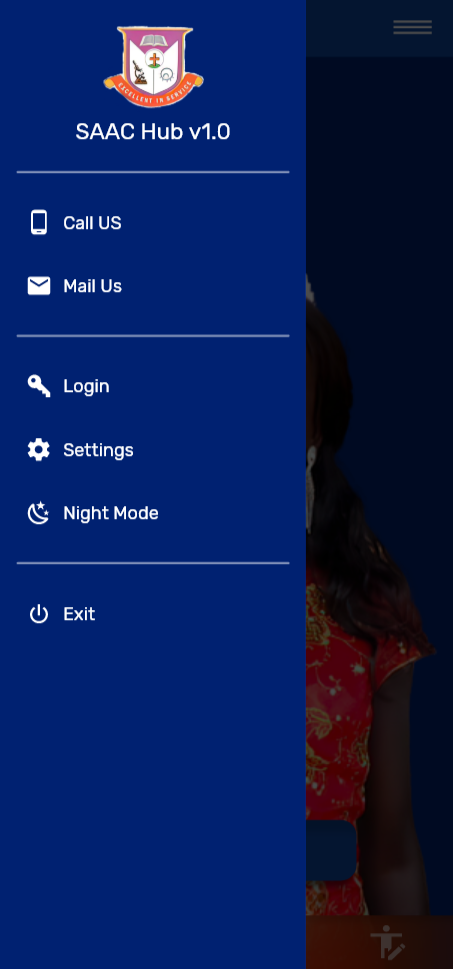 EXCELLENT IN SERVICE
SAAC Hub v1.0
Call US
Mail Us
Login
Settings
Night Mode
Exit